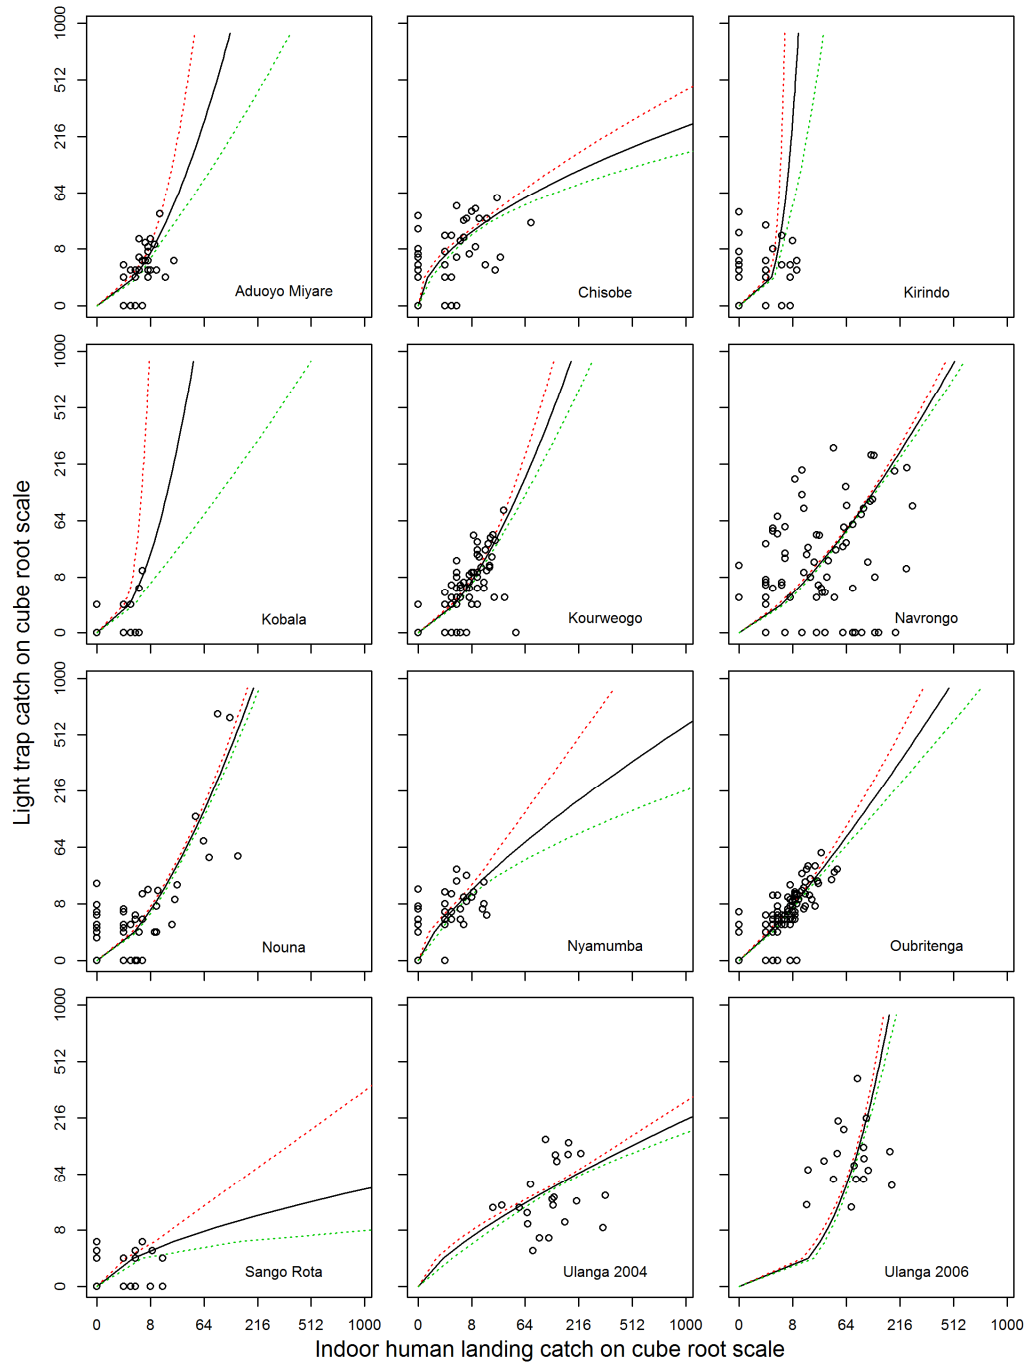 1000
512
216
64
8
0
Aduoyo Miyare
0 8 64 216 512 1000
Chisobe
0 8 64 216 512 1000
Kirindo
0 8 64 216 512 1000
1000
512
216
64
8
0
Kobala
Kourweogo
Navrongo
1000
512
216
64
8
0
Nouna
Nyamumba
Oubritenga
1000
512
216
64
8
0
Sango Rota
Ulanga 2004
Ulanga 2006
Light trap catch on cube root scale
Indoor human landing catch on cube root scale